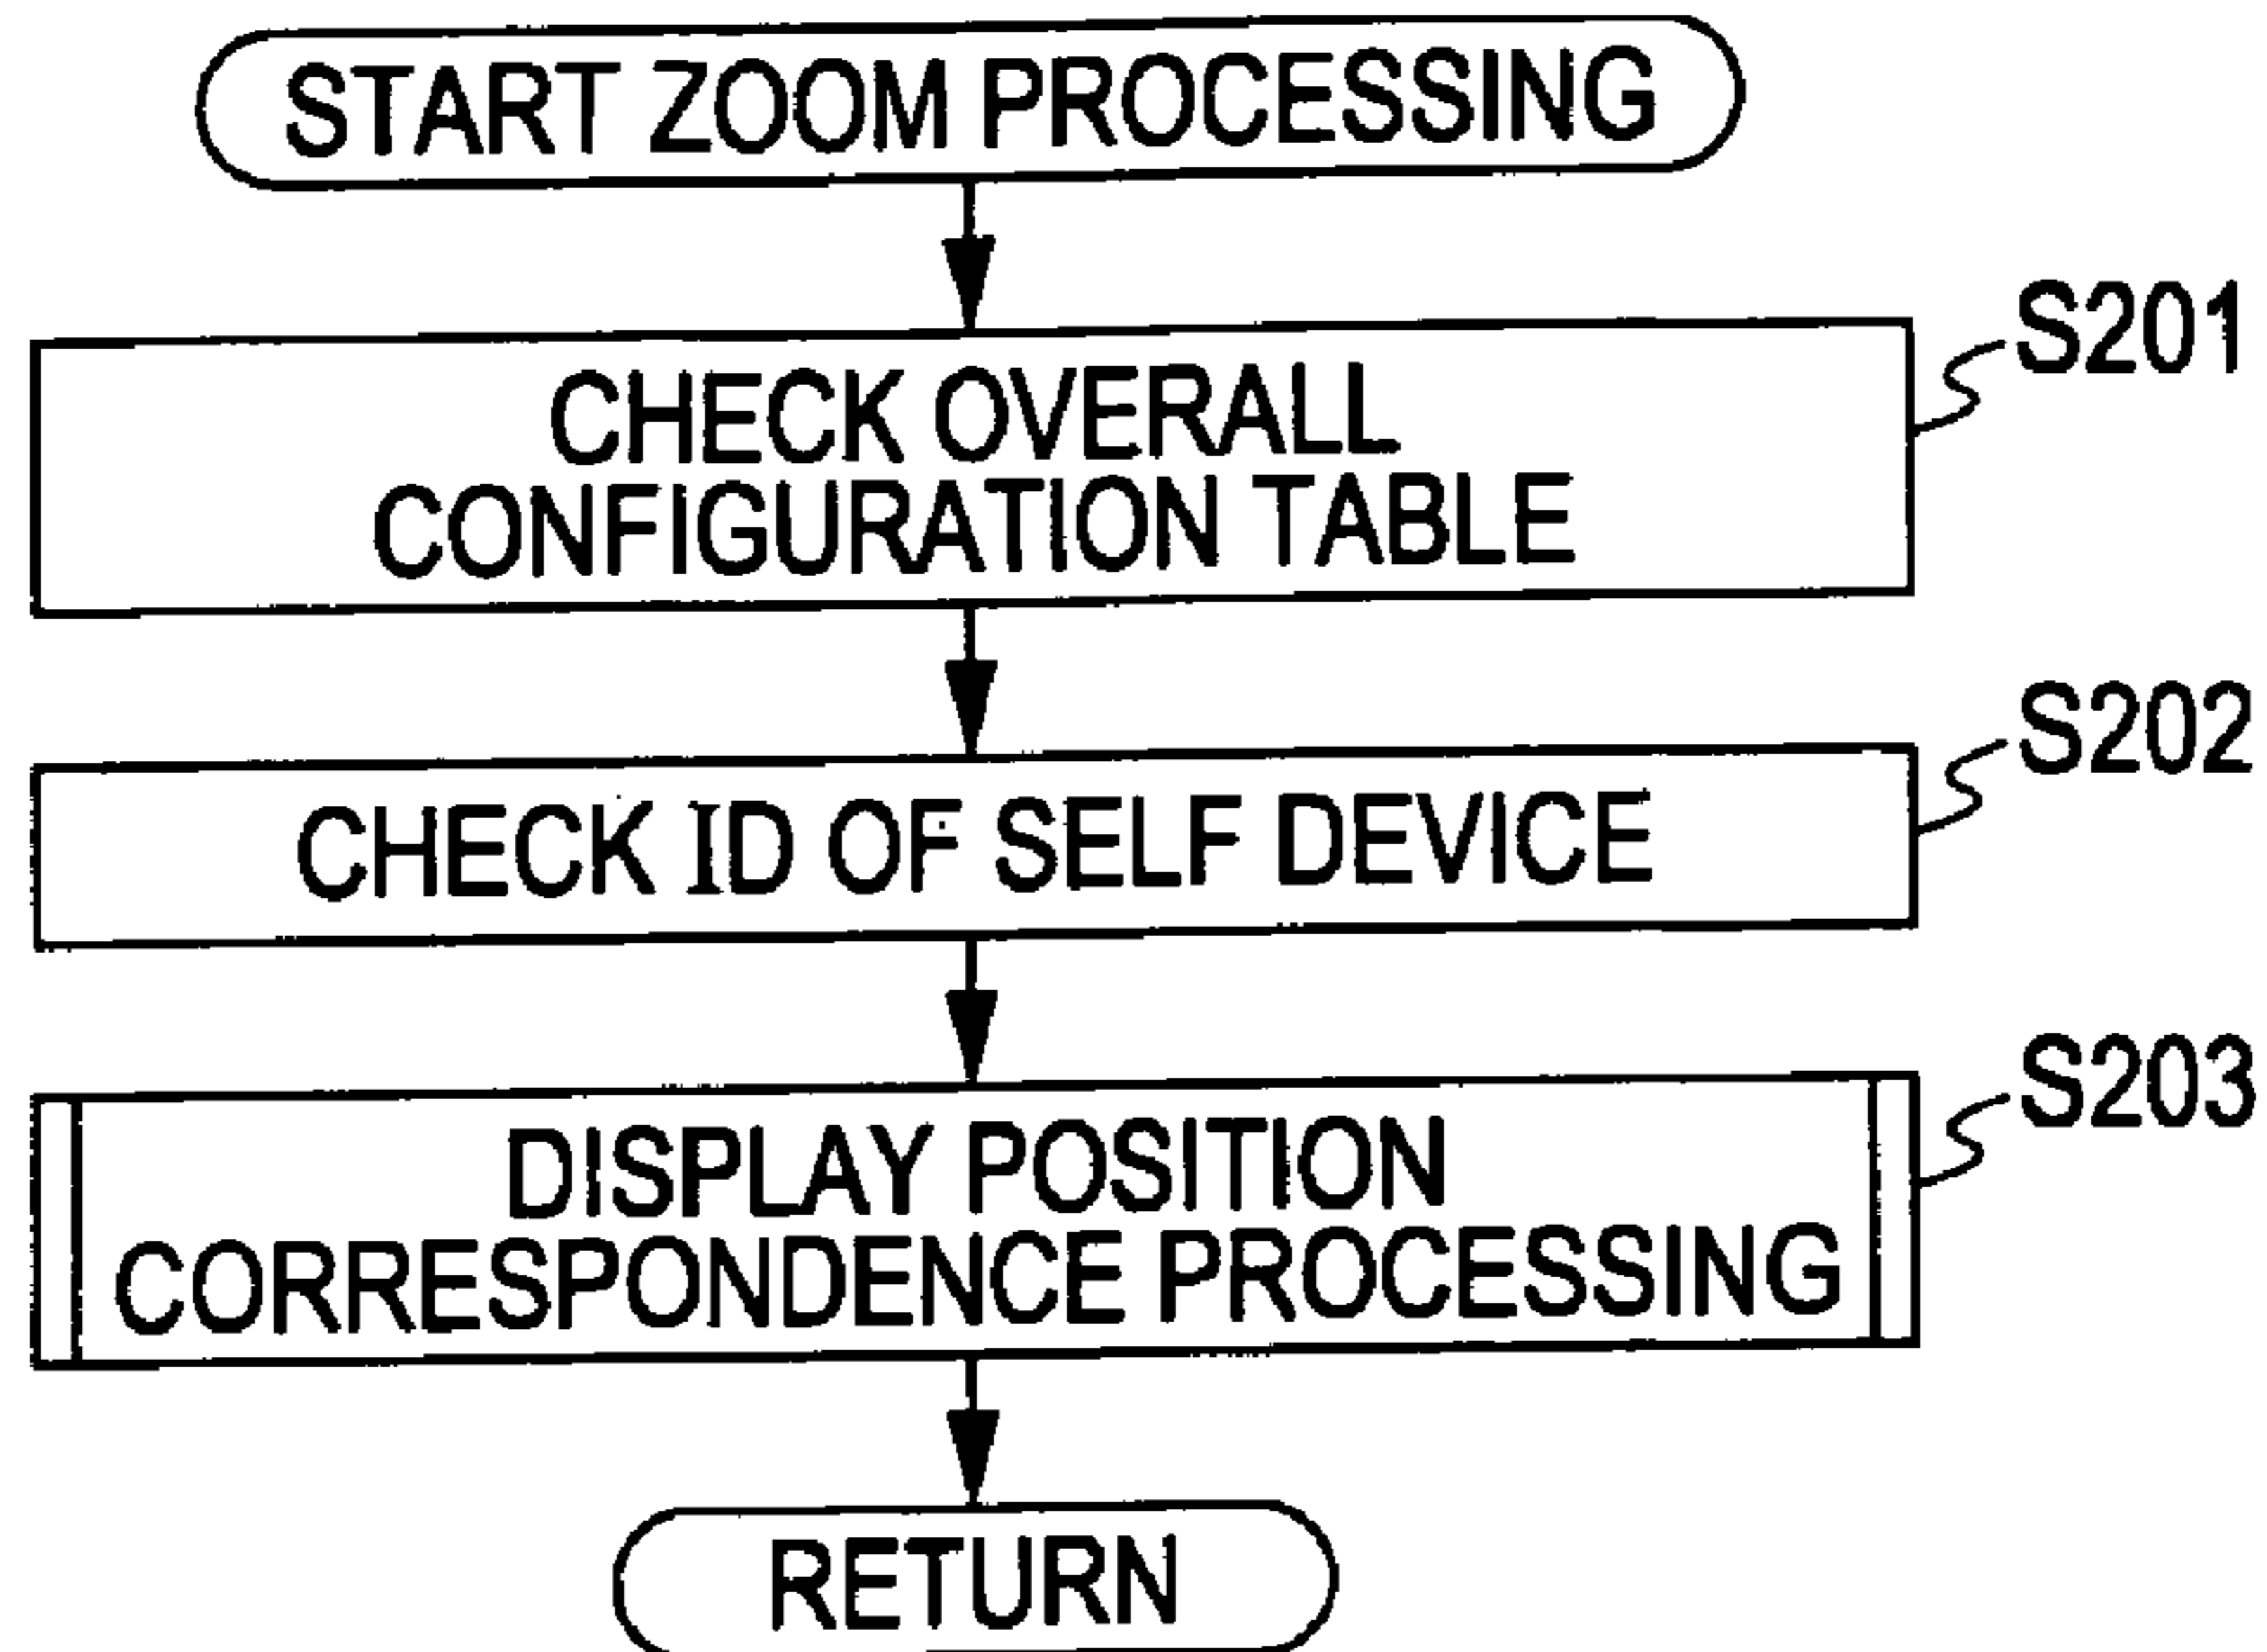 START ZOOM PROCESSING
S201
CHECK OVERALL
CONFIGURATION TABLE
S202
CHECK ID OF SELF DEVICE
S203
DISPLAY POSITION
CORRESPONDENCE PROCESSING
RETURN